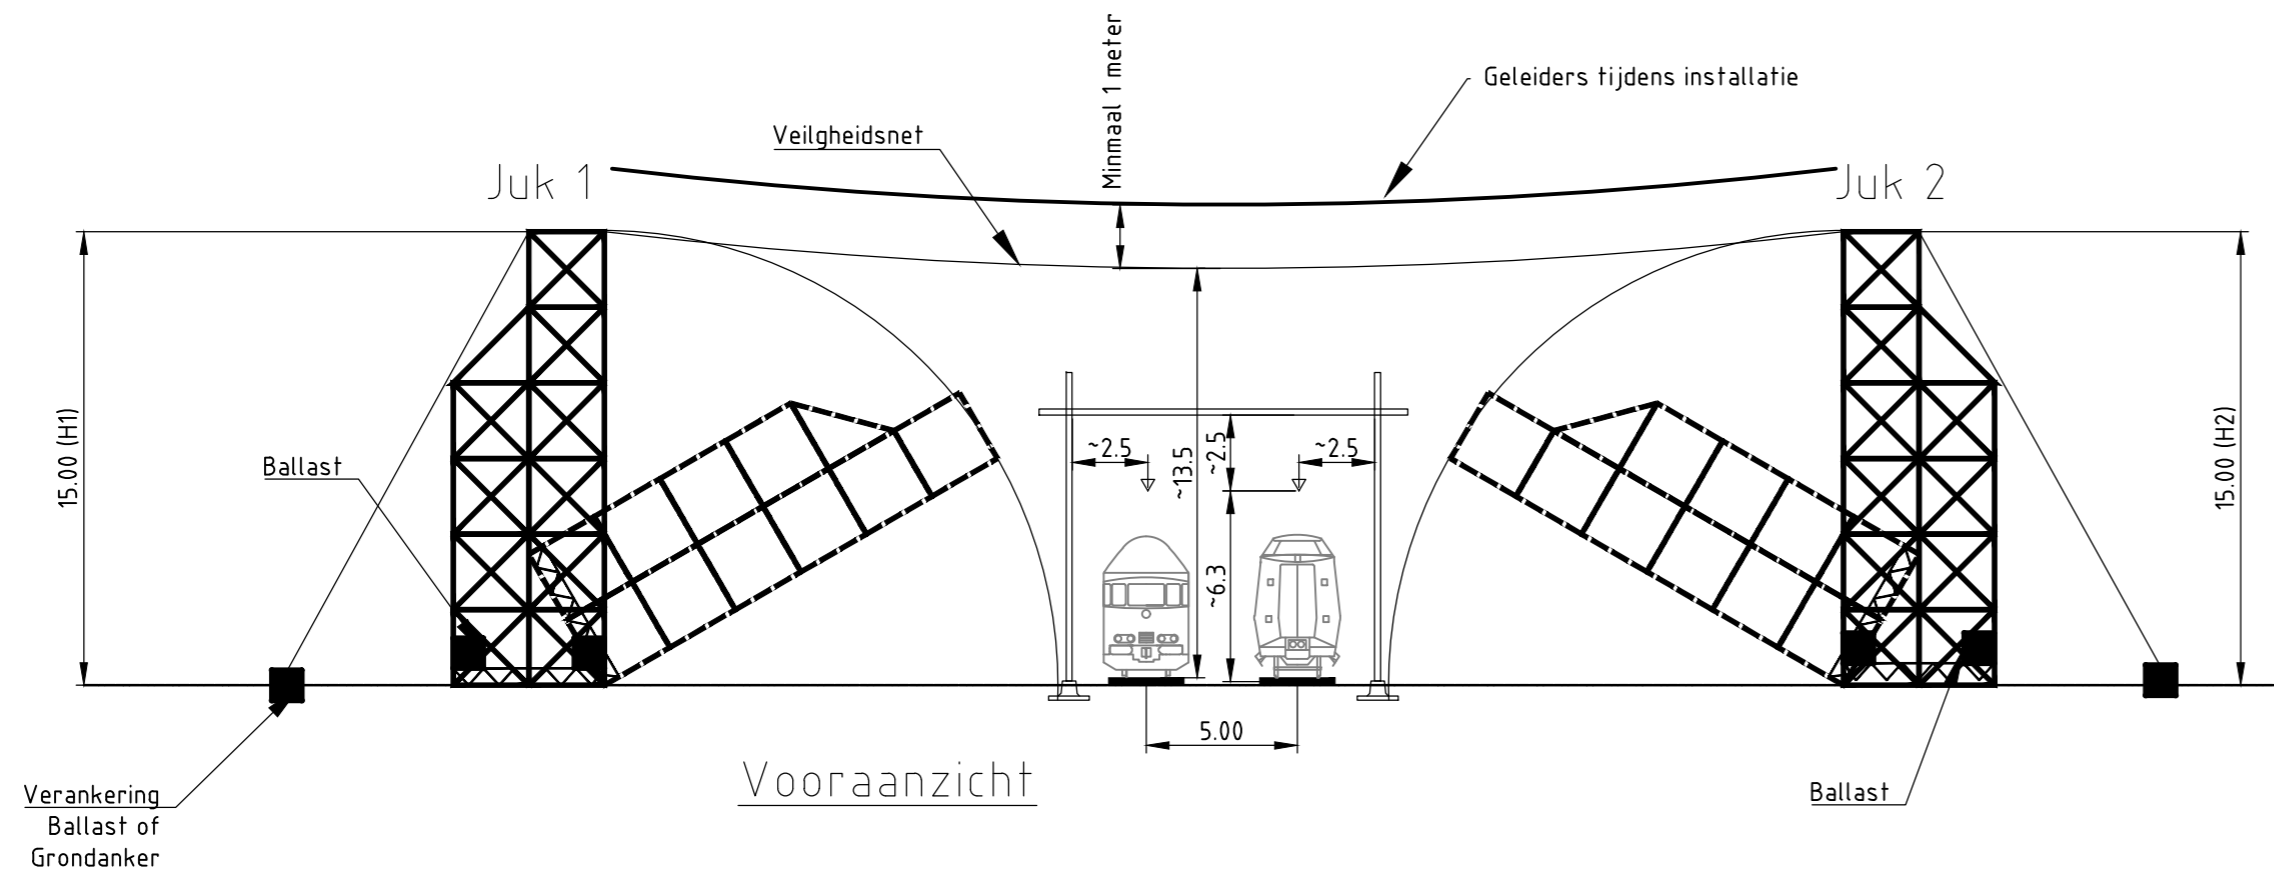 Minmaal 1 meter
Geleiders tijdens installatie
Veilgheidsnet
Juk 1
Juk 2
15.00 (H1)
15.00 (H2)
Ballast
~2.5
~13.5
~2.5
~2.5
~6.3
5.00
Vooraanzicht
Verankering
Ballast of
Grondanker
Ballast